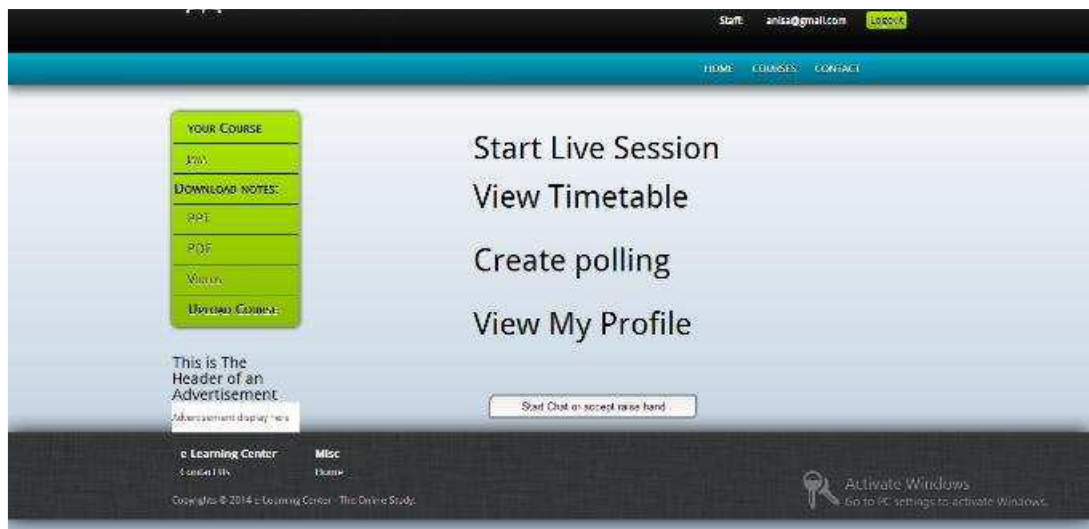 Staff: anisa@gmail.com Logout
HOME COURSES CONTACT
YOUR COURSE
Java
DOWNLOAD NOTES:
PPT
PDF
Videos
Upload Course
Start Live Session
View Timetable
Create polling
View My Profile
This is The
Header of an
Advertisement
Advertisement display here
Start Chat or accept raise hand
e Learning Center Misc
Contact Us Home
Copyrights © 2014 e-Learning Center - The Online Study.
Activate Windows
Go to PC settings to activate Windows.